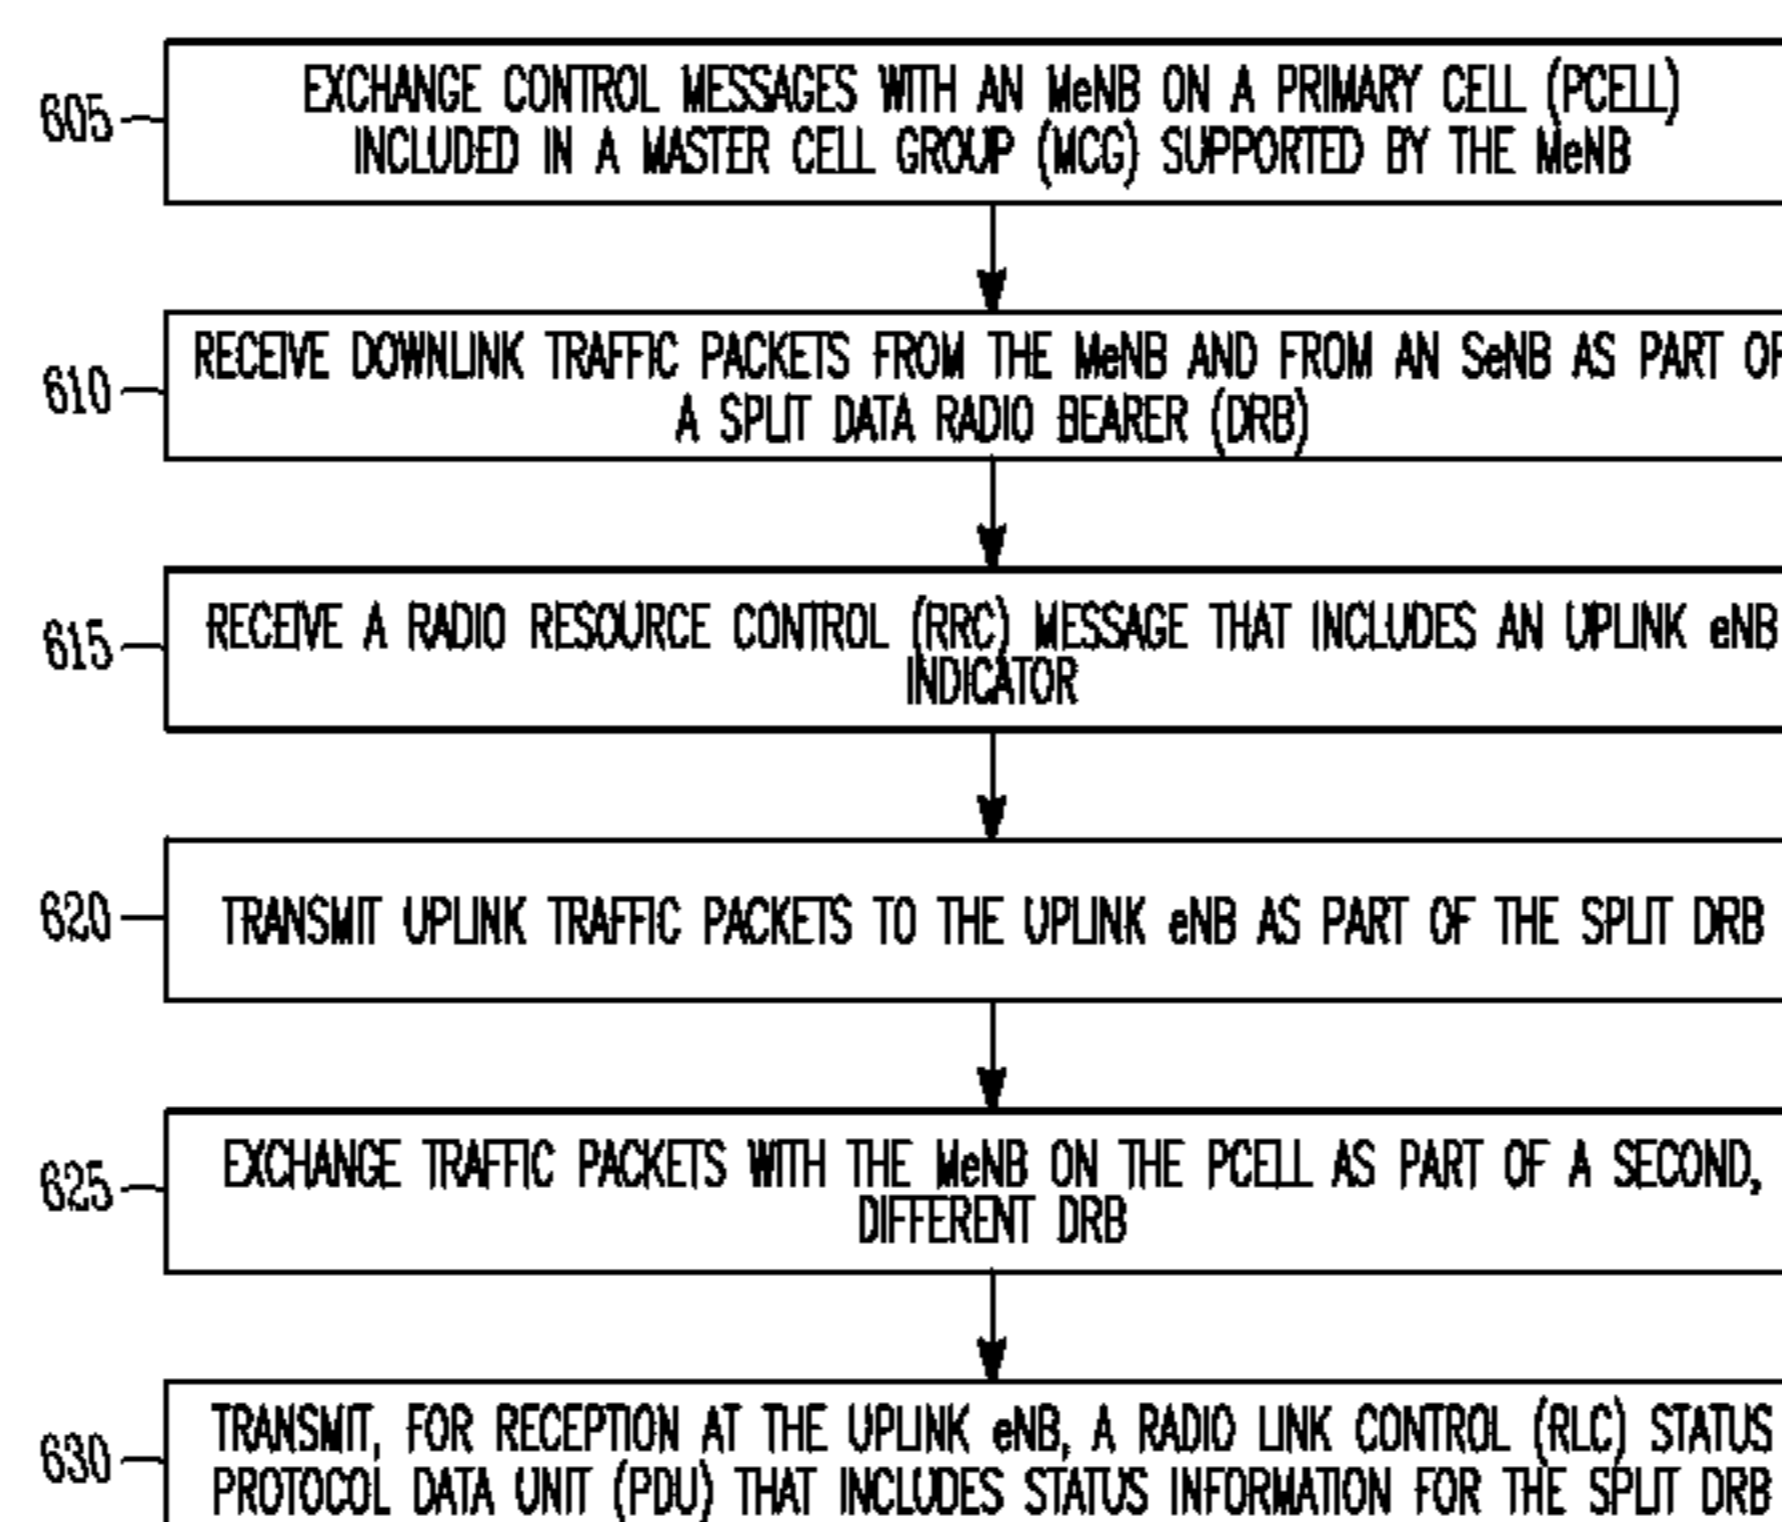 605
EXCHANGE CONTROL MESSAGES WITH AN MeNB ON A PRIMARY CELL (PCELL)
INCLUDED IN A MASTER CELL GROUP (MCG) SUPPORTED BY THE MeNB
610
RECEIVE DOWNLINK TRAFFIC PACKETS FROM THE MeNB AND FROM AN SeNB AS PART OF
A SPLIT DATA RADIO BEARER (DRB)
615
RECEIVE A RADIO RESOURCE CONTROL (RRC) MESSAGE THAT INCLUDES AN UPLINK eNB
INDICATOR
620
TRANSMIT UPLINK TRAFFIC PACKETS TO THE UPLINK eNB AS PART OF THE SPLIT DRB
625
EXCHANGE TRAFFIC PACKETS WITH THE MeNB ON THE PCELL AS PART OF A SECOND,
DIFFERENT DRB
630
TRANSMIT, FOR RECEPTION AT THE UPLINK eNB, A RADIO LINK CONTROL (RLC) STATUS
PROTOCOL DATA UNIT (PDU) THAT INCLUDES STATUS INFORMATION FOR THE SPLIT DRB